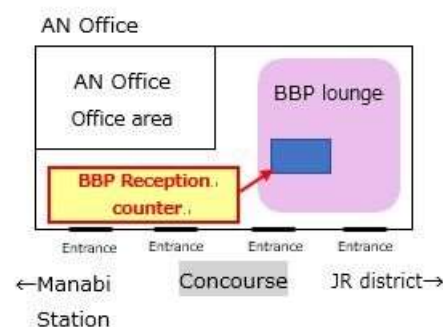 AN Office
AN Office
Office area
BBP lounge
BBP Reception
counter
Entrance Entrance Entrance Entrance
←Manabi
Station
Concourse
JR district→